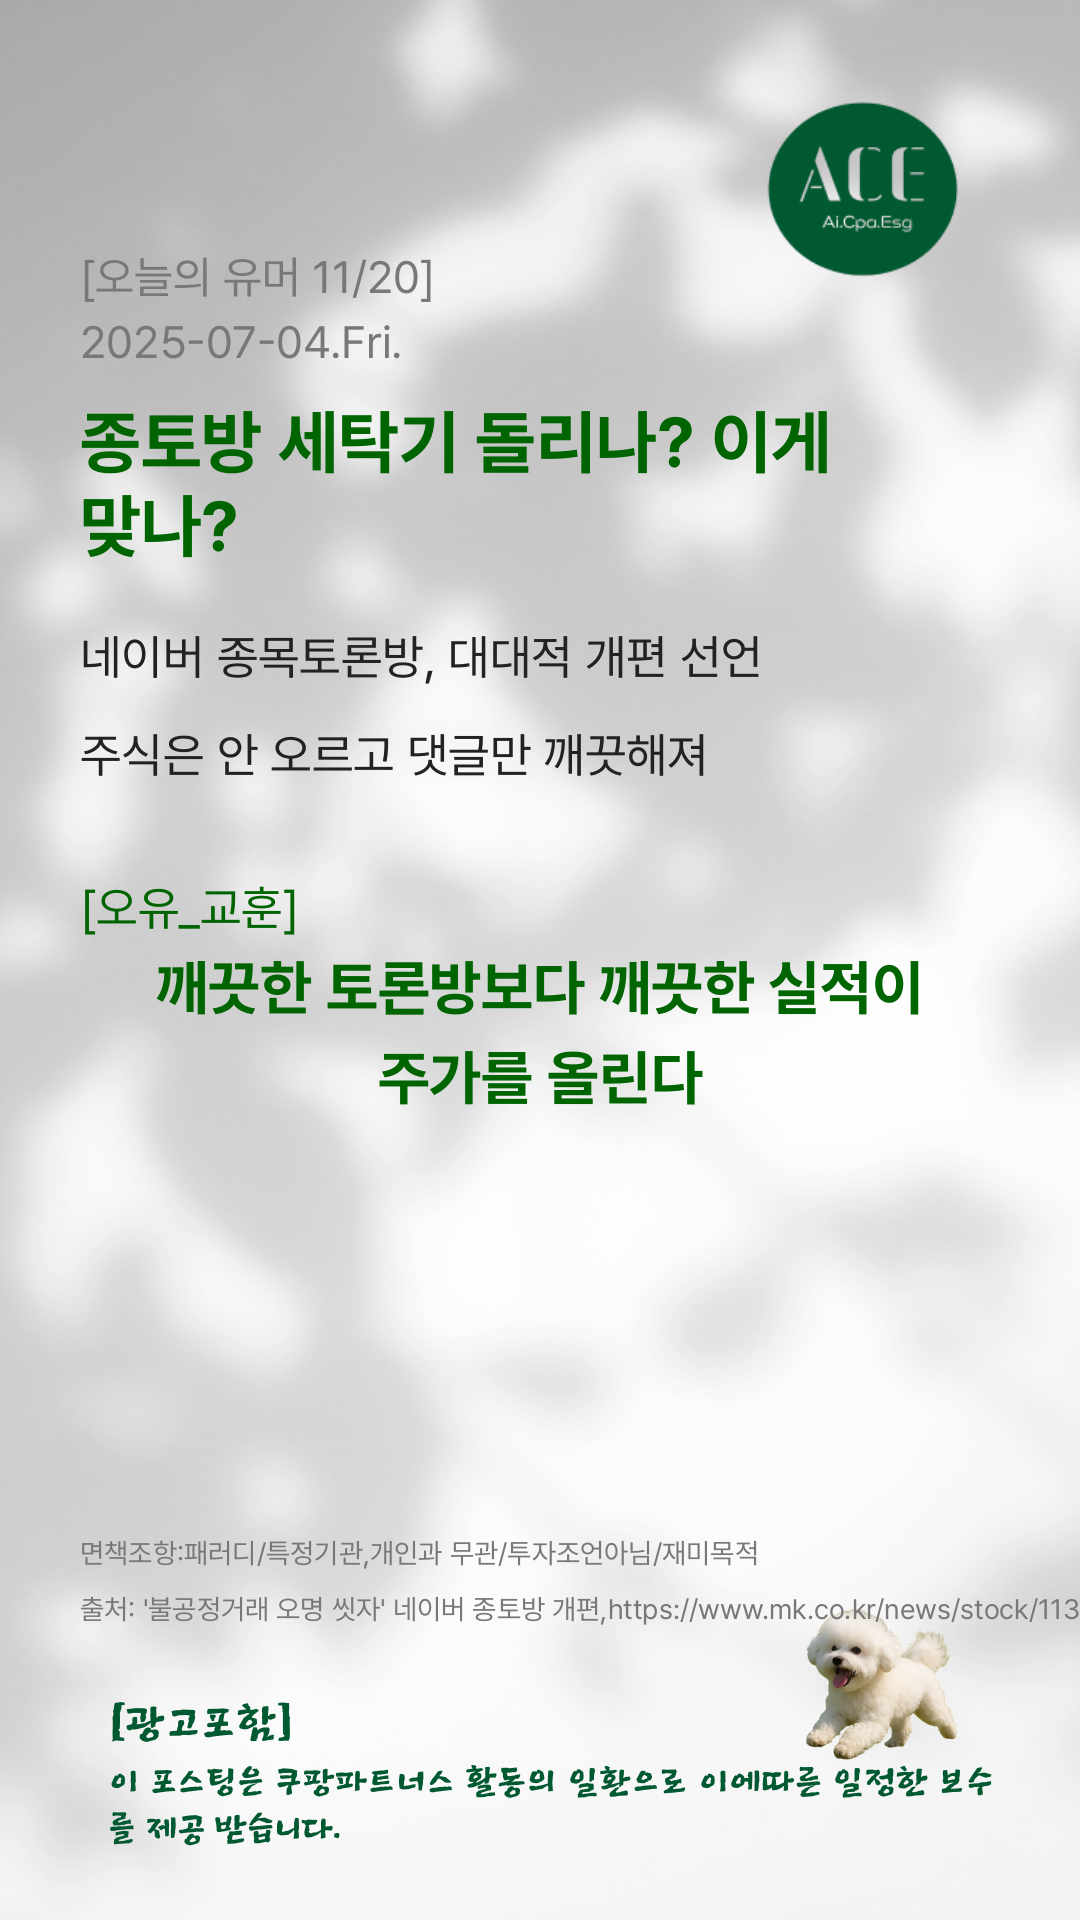 ACE
Ai.Cpa.Esg
[오늘의 유머 11/20]
2025-07-04.Fri.
종토방 세탁기 돌리나? 이게
맞나?
네이버 종목토론방, 대대적 개편 선언
주식은 안 오르고 댓글만 깨끗해져
[오유_교훈]
깨끗한 토론방보다 깨끗한 실적이
주가를 올린다
면책조항:패러디/특정기관,개인과 무관/투자조언아님/재미목적
출처: '불공정거래 오명 씻자' 네이버 종토방 개편,https://www.mk.co.kr/news/stock/113
[광고포함]
이 포스팅은 쿠팡파트너스 활동의 일환으로 이에따른 일정한 보수
를 제공 받습니다.